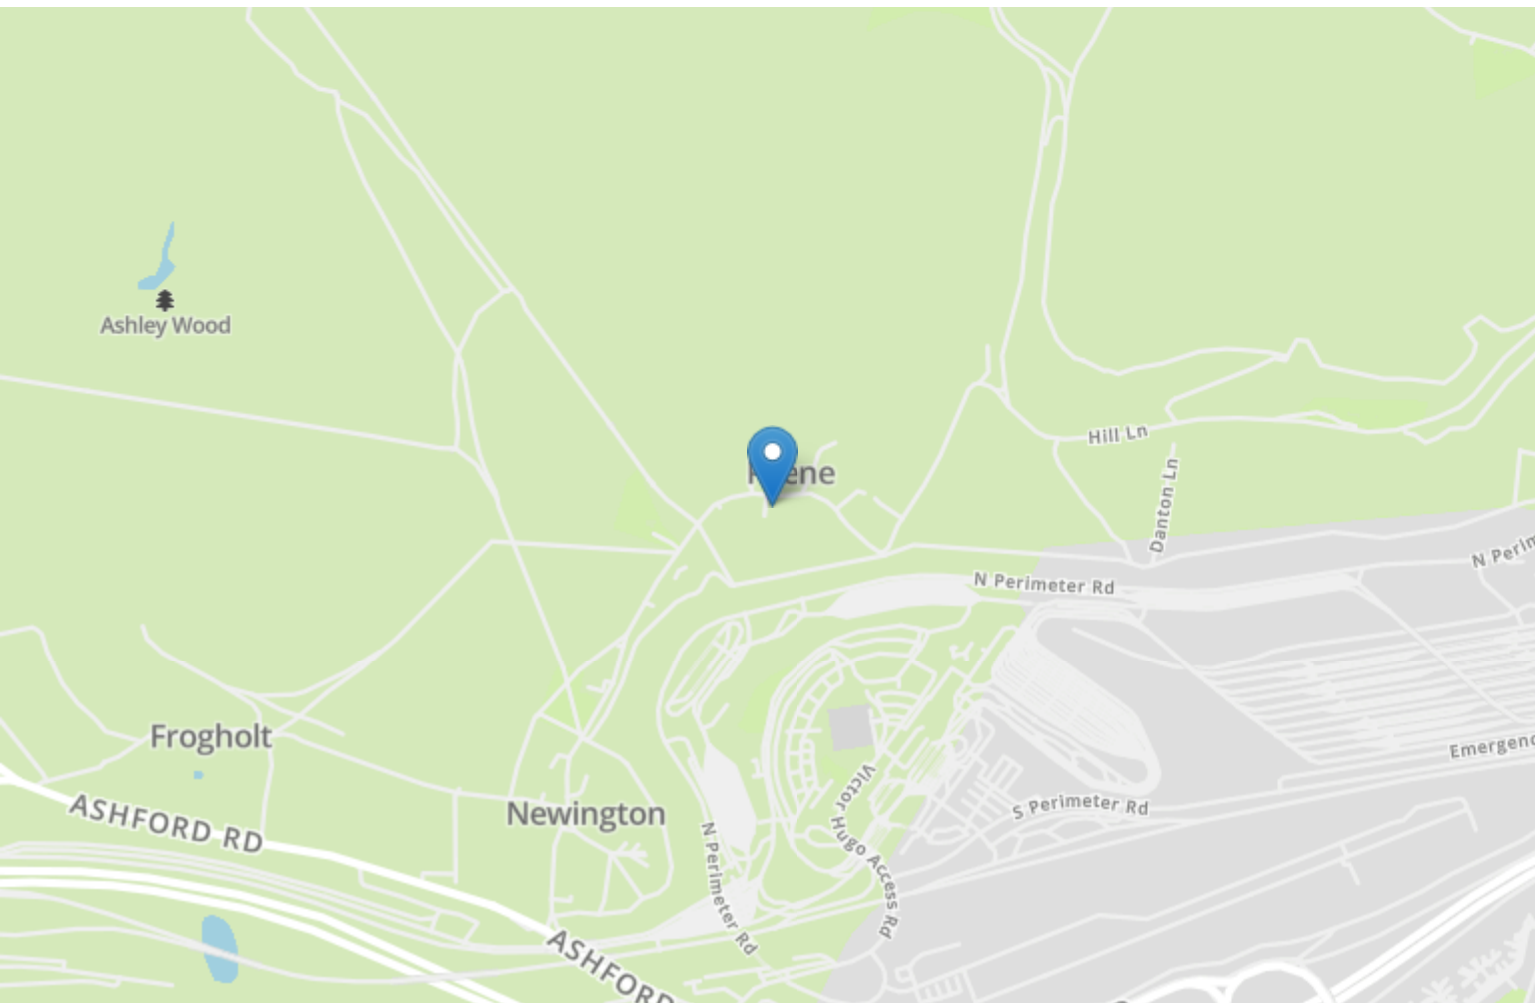 Ashley Wood
Hill Ln
Danton Ln
N Perimeter Rd
Frogholt
Newington
ASHFORD RD
Victor Hugo Access Rd
S Perimeter Rd
N Perimeter Rd
ASHFORD